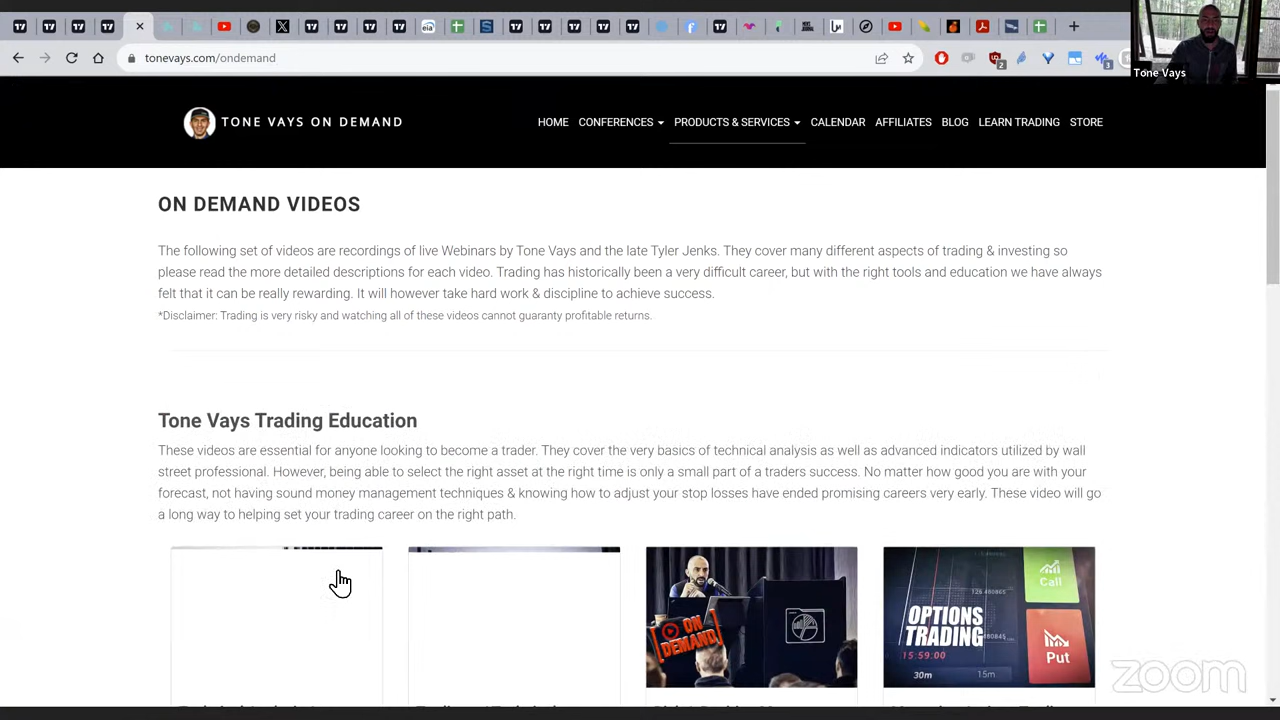 tonevays.com/ondemand
2
3
Tone Vays
TONE VAYS ON DEMAND
HOME CONFERENCES PRODUCTS & SERVICES CALENDAR AFFILIATES BLOG LEARN TRADING STORE
ON DEMAND VIDEOS
The following set of videos are recordings of live Webinars by Tone Vays and the late Tyler Jenks. They cover many different aspects of trading & investing so
please read the more detailed descriptions for each video. Trading has historically been a very difficult career, but with the right tools and education we have always
felt that it can be really rewarding. It will however take hard work & discipline to achieve success.
*Disclaimer: Trading is very risky and watching all of these videos cannot guaranty profitable returns.
Tone Vays Trading Education
These videos are essential for anyone looking to become a trader. They cover the very basics of technical analysis as well as advanced indicators utilized by wall
street professional. However, being able to select the right asset at the right time is only a small part of a traders success. No matter how good you are with your
forecast, not having sound money management techniques & knowing how to adjust your stop losses have ended promising careers very early. These video will go
a long way to helping set your trading career on the right path.
ON
DEMAND
126 480865
Call
OPTIONS
TRADING
480845
15:59:00
Put
30m 15m
zoom